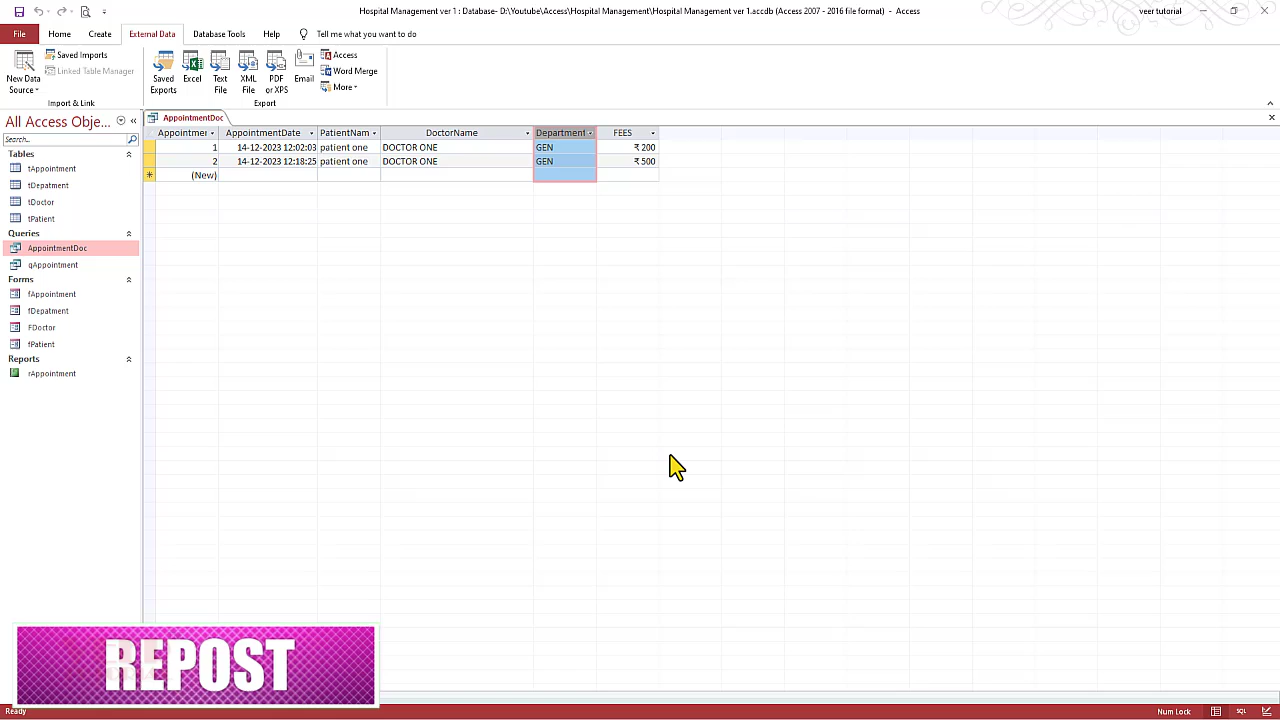 Hospital Management ver 1 : Database- D:\Youtube\Access\Hospital Management\Hospital Management ver 1.accdb (Access 2007 - 2016 file format) - Access
veer tutorial
File Home Create External Data Database Tools Help Tell me what you want to do
New Data Source
Saved Imports
Linked Table Manager
Import & Link
Saved Exports
Excel
Text File
XML File
PDF or XPS
Email
Access
Word Merge
More
Export
All Access Obje...
Search...
Tables
tAppointment
tDepatment
tDoctor
tPatient
Queries
AppointmentDoc
qAppointment
Forms
fAppointment
fDepatment
FDoctor
fPatient
Reports
rAppointment
AppointmentDoc
Appointmer AppointmentDate PatientNam DoctorName Department FEES
1 14-12-2023 12:02:03 patient one DOCTOR ONE GEN ₹ 200
2 14-12-2023 12:18:25 patient one DOCTOR ONE GEN ₹ 500
(New)
REPOST
Ready
Num Lock
SQL